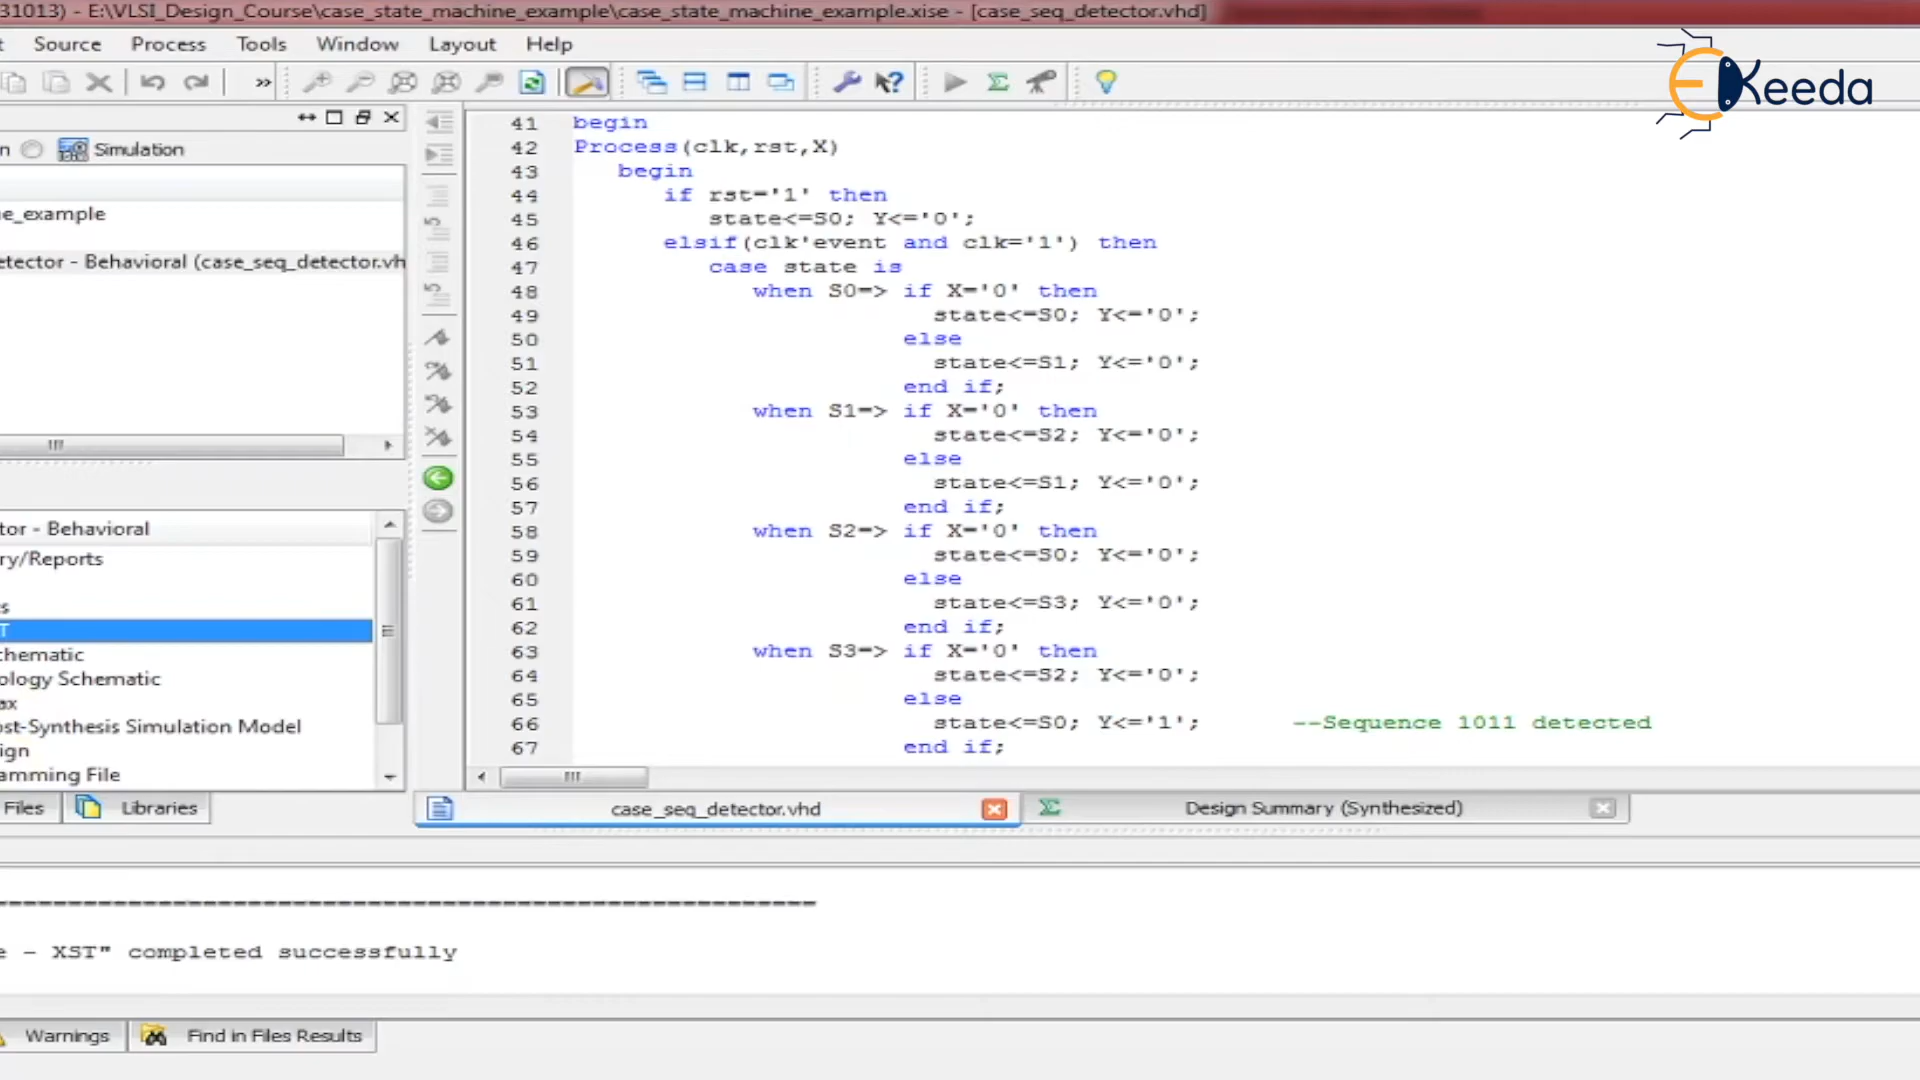 31013) - E:\VLSI_Design_Course\case_state_machine_example\case_state_machine_example.xise - [case_seq_detector.vhd]
t Source Process Tools Window Layout Help
Keeda
n Simulation
e_example
etector - Behavioral (case_seq_detector.vh
41 begin
42 Process(clk,rst,X)
43 begin
44 if rst='1' then
45 state<=S0; Y<='0';
46 elsif(clk'event and clk='1') then
47 case state is
48 when S0=> if X='0' then
49 state<=S0; Y<='0';
50 else
51 state<=S1; Y<='0';
52 end if;
53 when S1=> if X='0' then
54 state<=S2; Y<='0';
55 else
56 state<=S1; Y<='0';
57 end if;
58 when S2=> if X='0' then
59 state<=S0; Y<='0';
60 else
61 state<=S3; Y<='0';
62 end if;
63 when S3=> if X='0' then
64 state<=S2; Y<='0';
65 else
66 state<=S0; Y<='1'; --Sequence 1011 detected
67 end if;
tor - Behavioral
ry/Reports
s
T
chematic
ology Schematic
ax
ost-Synthesis Simulation Model
ign
amming File
Files Libraries
case_seq_detector.vhd Design Summary (Synthesized)
e - XST" completed successfully
Warnings Find in Files Results